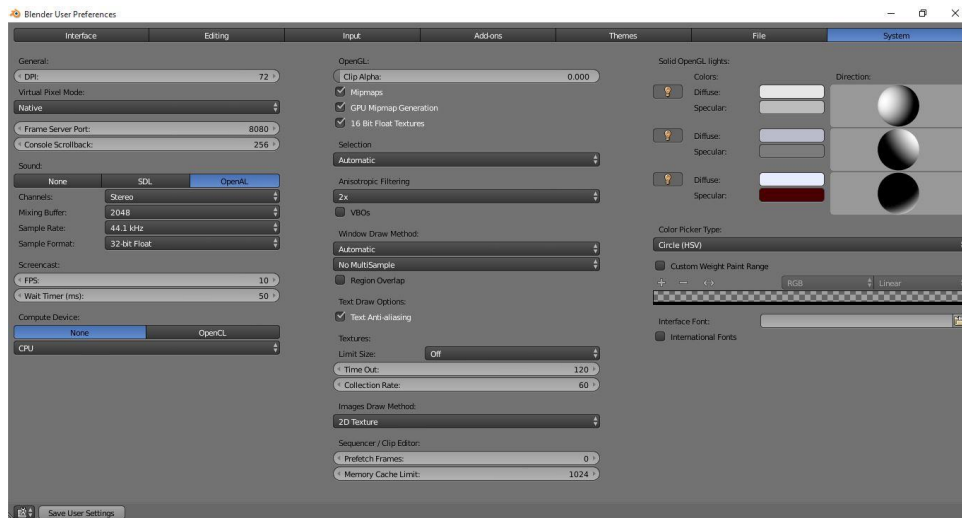 Blender User Preferences
Interface Editing Input Add-ons Themes File System
General:
DPI: 72
Virtual Pixel Mode:
Native
Frame Server Port: 8080
Console Scrollback: 256
Sound:
None SDL OpenAL
Channels: Stereo
Mixing Buffer: 2048
Sample Rate: 44.1 kHz
Sample Format: 32-bit Float
Screencast:
FPS: 10
Wait Timer (ms): 50
Compute Device:
None OpenCL
CPU
OpenGL:
Clip Alpha: 0.000
Mipmaps
GPU Mipmap Generation
16 Bit Float Textures
Selection
Automatic
Anisotropic Filtering
2x
VBOs
Window Draw Method:
Automatic
No MultiSample
Region Overlap
Text Draw Options:
Text Anti-aliasing
Textures:
Limit Size: Off
Time Out: 120
Collection Rate: 60
Images Draw Method:
2D Texture
Sequencer / Clip Editor:
Prefetch Frames: 0
Memory Cache Limit: 1024
Solid OpenGL lights:
Colors: Direction:
Diffuse:
Specular:
Diffuse:
Specular:
Diffuse:
Specular:
Color Picker Type:
Circle (HSV)
Custom Weight Paint Range
RGB Linear
Interface Font:
International Fonts
Save User Settings